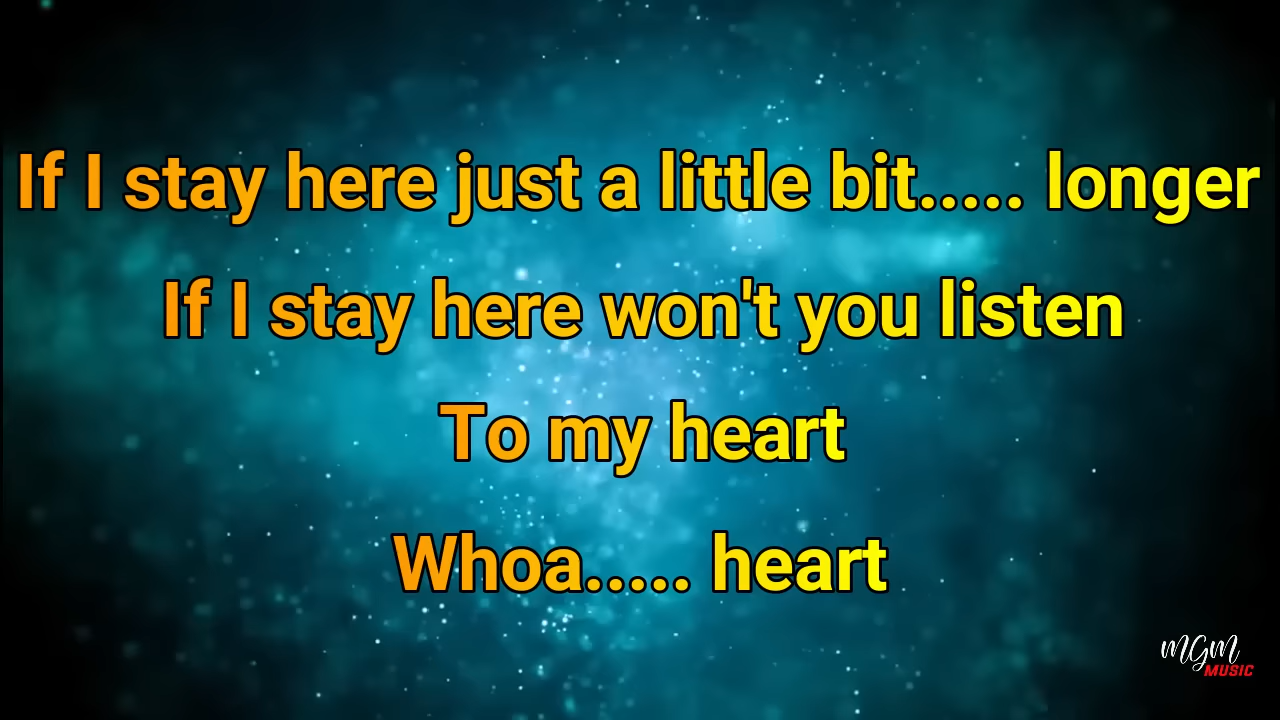 If I stay here just a little bit..... longer
If I stay here won't you listen
To my heart
Whoa..... heart
MGM
MUSIC